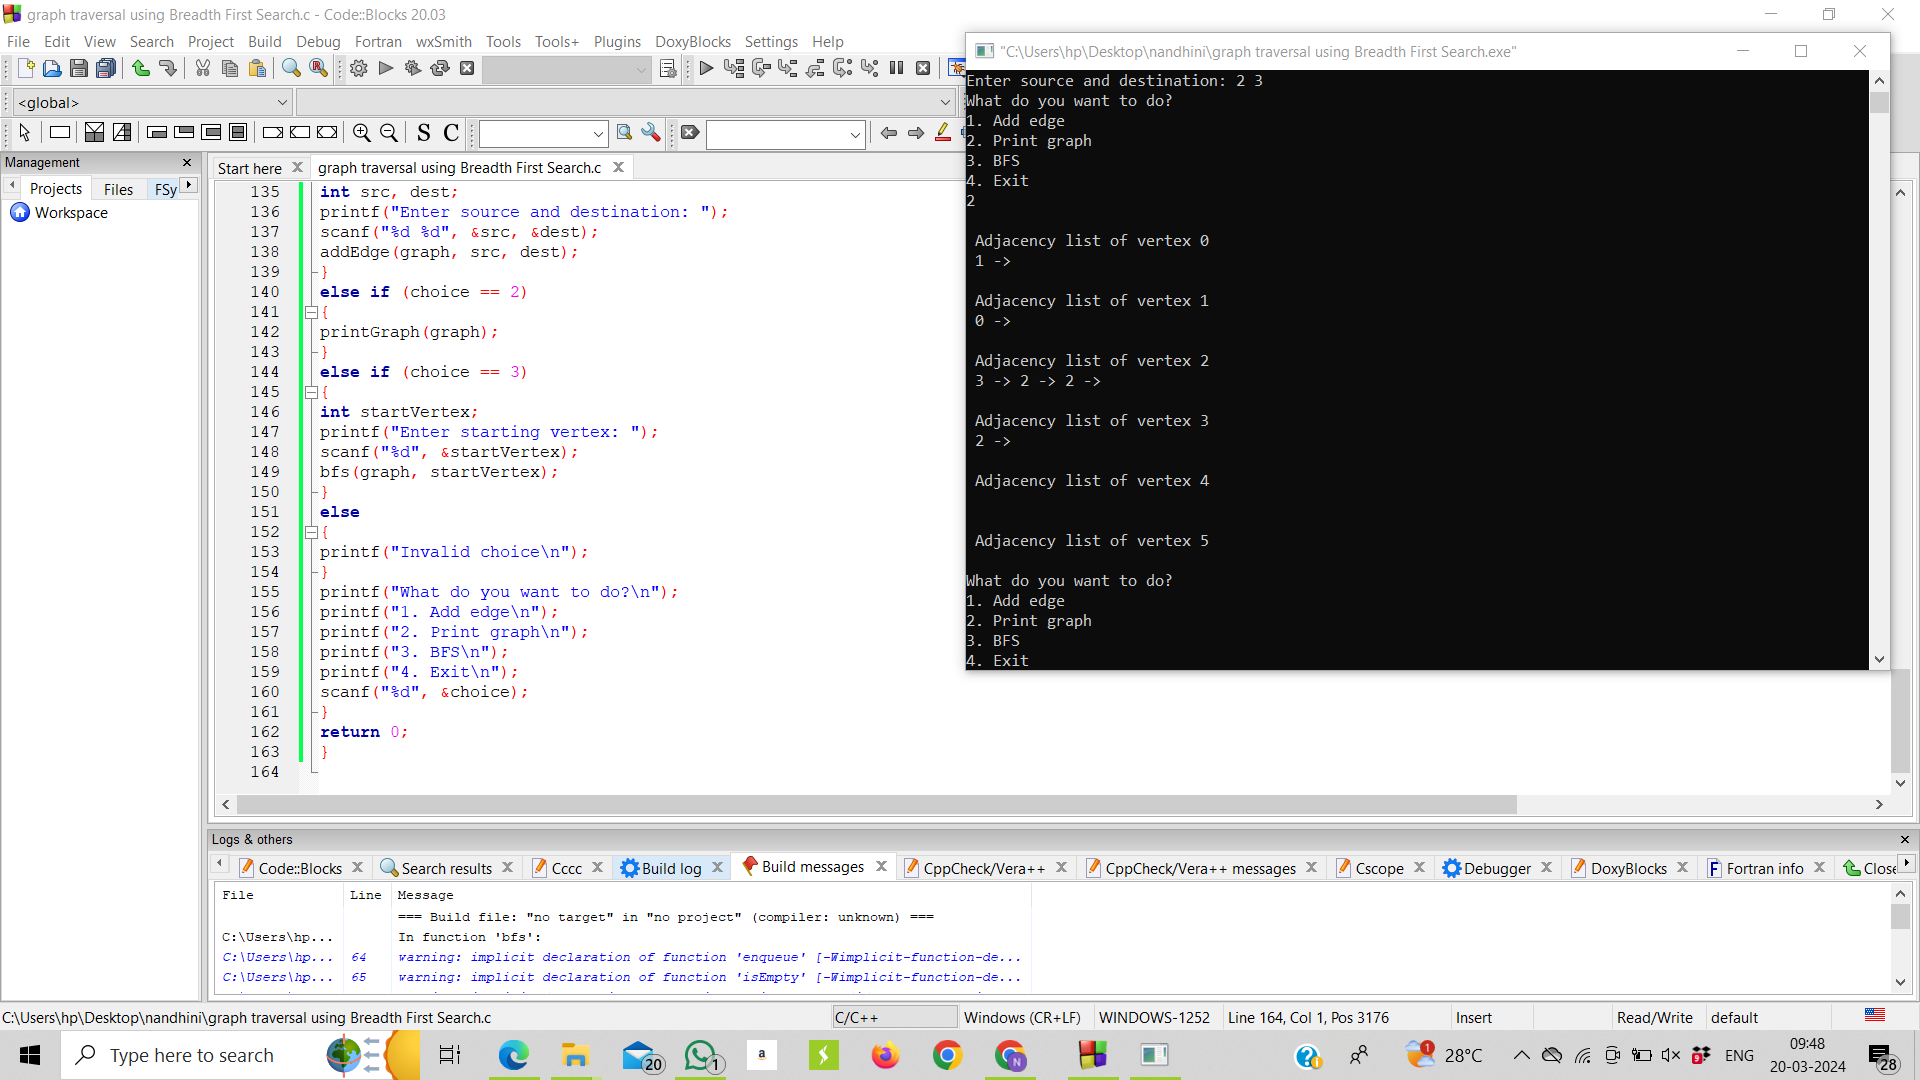 graph traversal using Breadth First Search.c - Code::Blocks 20.03
File Edit View Search Project Build Debug Fortran wxSmith Tools Tools+ Plugins DoxyBlocks Settings Help
<global>
S C
Management
Projects Files FSy
Workspace
Start here graph traversal using Breadth First Search.c
135 int src, dest;
136 printf("Enter source and destination: ");
137 scanf("%d %d", &src, &dest);
138 addEdge(graph, src, dest);
139 }
140 else if (choice == 2)
141 {
142 printGraph(graph);
143 }
144 else if (choice == 3)
145 {
146 int startVertex;
147 printf("Enter starting vertex: ");
148 scanf("%d", &startVertex);
149 bfs(graph, startVertex);
150 }
151 else
152 {
153 printf("Invalid choice\n");
154 }
155 printf("What do you want to do?\n");
156 printf("1. Add edge\n");
157 printf("2. Print graph\n");
158 printf("3. BFS\n");
159 printf("4. Exit\n");
160 scanf("%d", &choice);
161 }
162 return 0;
163 }
164
"C:\Users\hp\Desktop\nandhini\graph traversal using Breadth First Search.exe"
Enter source and destination: 2 3
What do you want to do?
1. Add edge
2. Print graph
3. BFS
4. Exit
2
Adjacency list of vertex 0
1 ->
Adjacency list of vertex 1
0 ->
Adjacency list of vertex 2
3 -> 2 -> 2 ->
Adjacency list of vertex 3
2 ->
Adjacency list of vertex 4
Adjacency list of vertex 5
What do you want to do?
1. Add edge
2. Print graph
3. BFS
4. Exit
Logs & others
Code::Blocks Search results Cccc Build log Build messages CppCheck/Vera++ CppCheck/Vera++ messages Cscope Debugger DoxyBlocks Fortran info Close
File Line Message
=== Build file: "no target" in "no project" (compiler: unknown) ===
C:\Users\hp... In function 'bfs':
C:\Users\hp... 64 warning: implicit declaration of function 'enqueue' [-Wimplicit-function-de...
C:\Users\hp... 65 warning: implicit declaration of function 'isEmpty' [-Wimplicit-function-de...
C:\Users\hp\Desktop\nandhini\graph traversal using Breadth First Search.c C/C++ Windows (CR+LF) WINDOWS-1252 Line 164, Col 1, Pos 3176 Insert Read/Write default
Type here to search 20 1 a N 1 28°C 9 ENG 09:48
20-03-2024 28